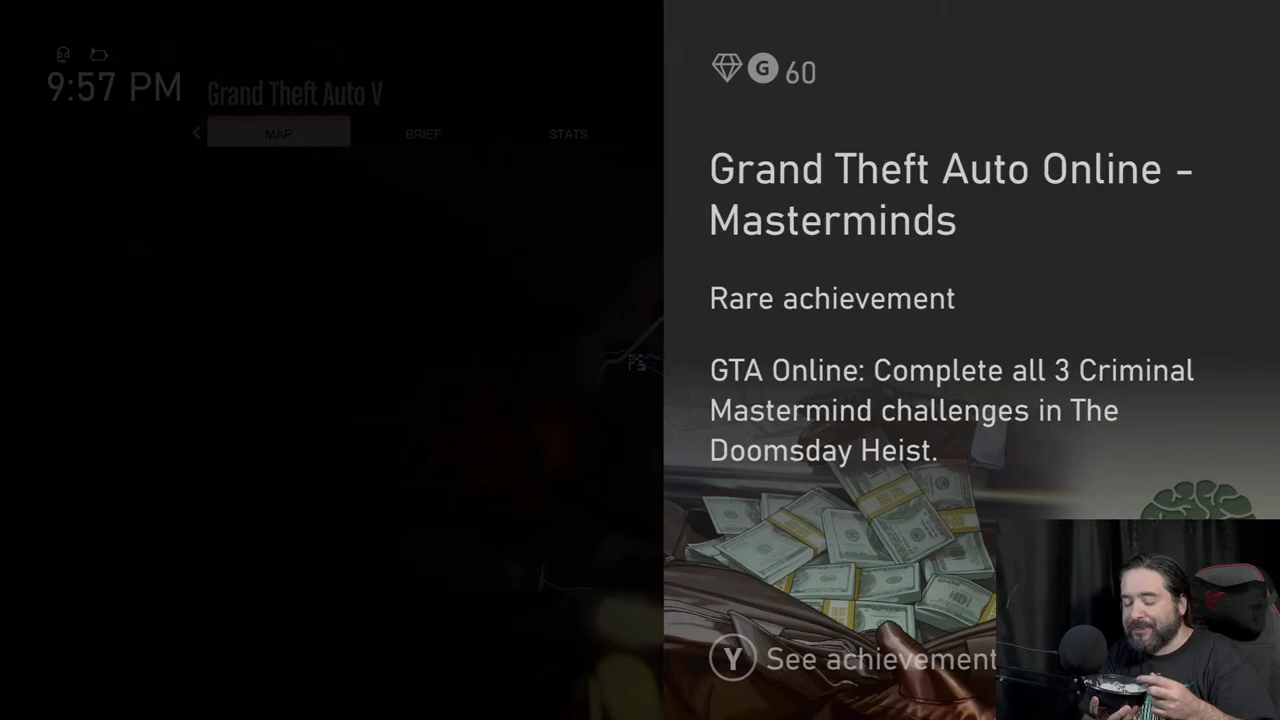 9:57 PM
Grand Theft Auto V
MAP
BRIEF
STATS
G 60
Grand Theft Auto Online -
Masterminds
Rare achievement
GTA Online: Complete all 3 Criminal
Mastermind challenges in The
Doomsday Heist.
Y See achievement